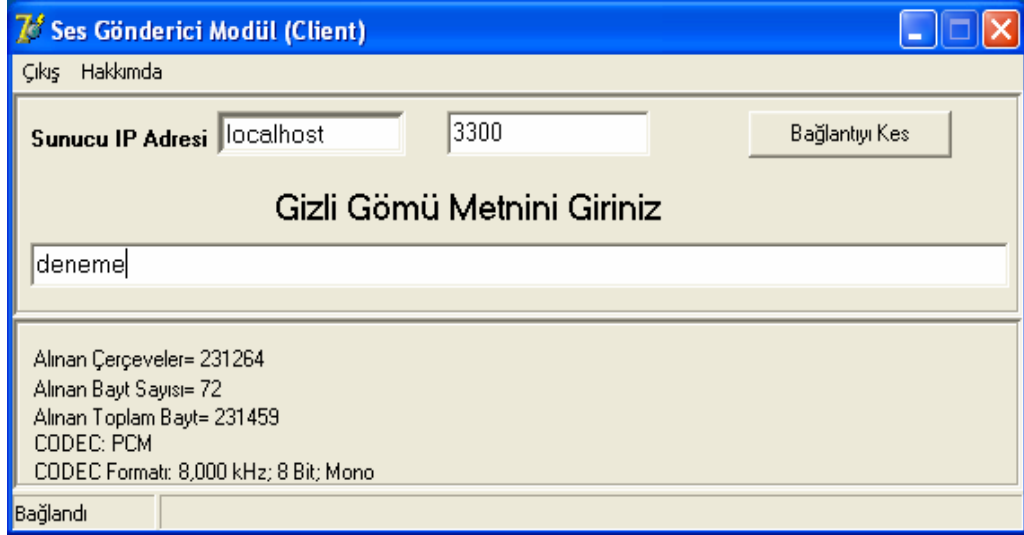 Ses Gönderici Modül (Client)
Çıkış Hakkımda
Sunucu IP Adresi localhost 3300 Bağlantıyı Kes
Gizli Gömü Metnini Giriniz
deneme
Alınan Çerçeveler= 231264
Alınan Bayt Sayısı= 72
Alınan Toplam Bayt= 231459
CODEC: PCM
CODEC Formatı: 8,000 kHz; 8 Bit; Mono
Bağlandı